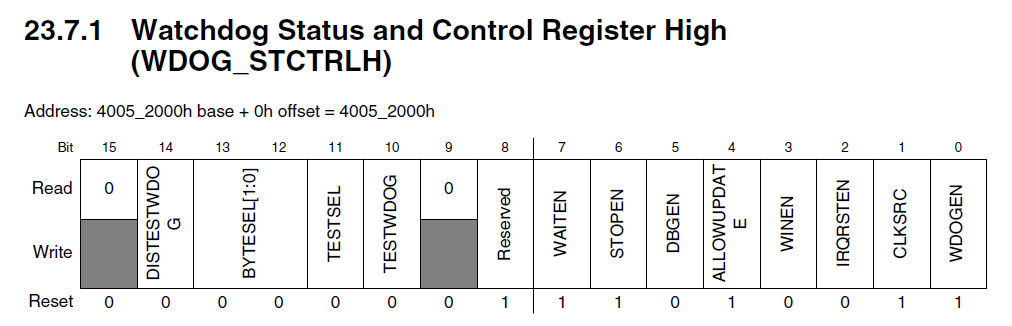 23.7.1 Watchdog Status and Control Register High
(WDOG_STCTRLH)
Address: 4005_2000h base + 0h offset = 4005_2000h
Bit 15 14 13 12 11 10 9 8 7 6 5 4 3 2 1 0
Read 0 0
DISTESTWDO
G
BYTESEL[1:0]
TESTSEL
TESTWDOG
Reserved
WAITEN
STOPEN
DBGEN
ALLOWUPDAT
E
WINEN
IRQRSTEN
CLKSRC
WDOGEN
Write
Reset 0 0 0 0 0 0 0 1 1 1 0 1 0 0 1 1